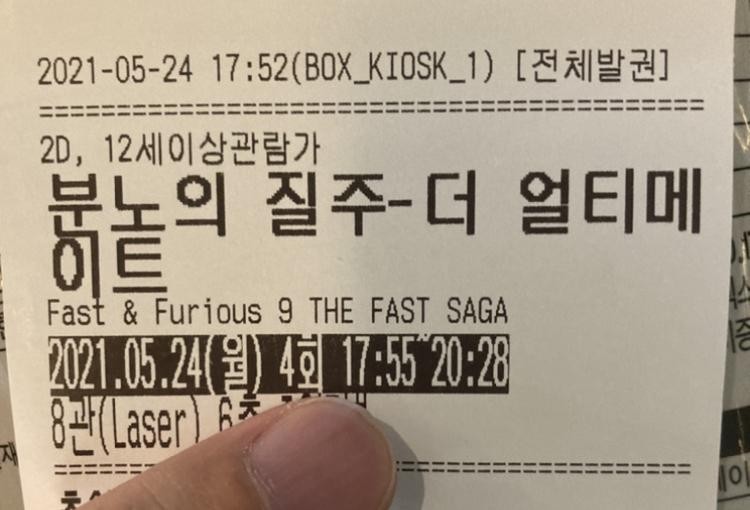 2021-05-24 17:52(BOX_KIOSK_1) [전체발권]
2D, 12세이상관람가
분노의 질주-더 얼티메
이트
Fast & Furious 9 THE FAST SAGA
2021.05.24(월) 4회 17:55~20:28
8관(Laser) 6층